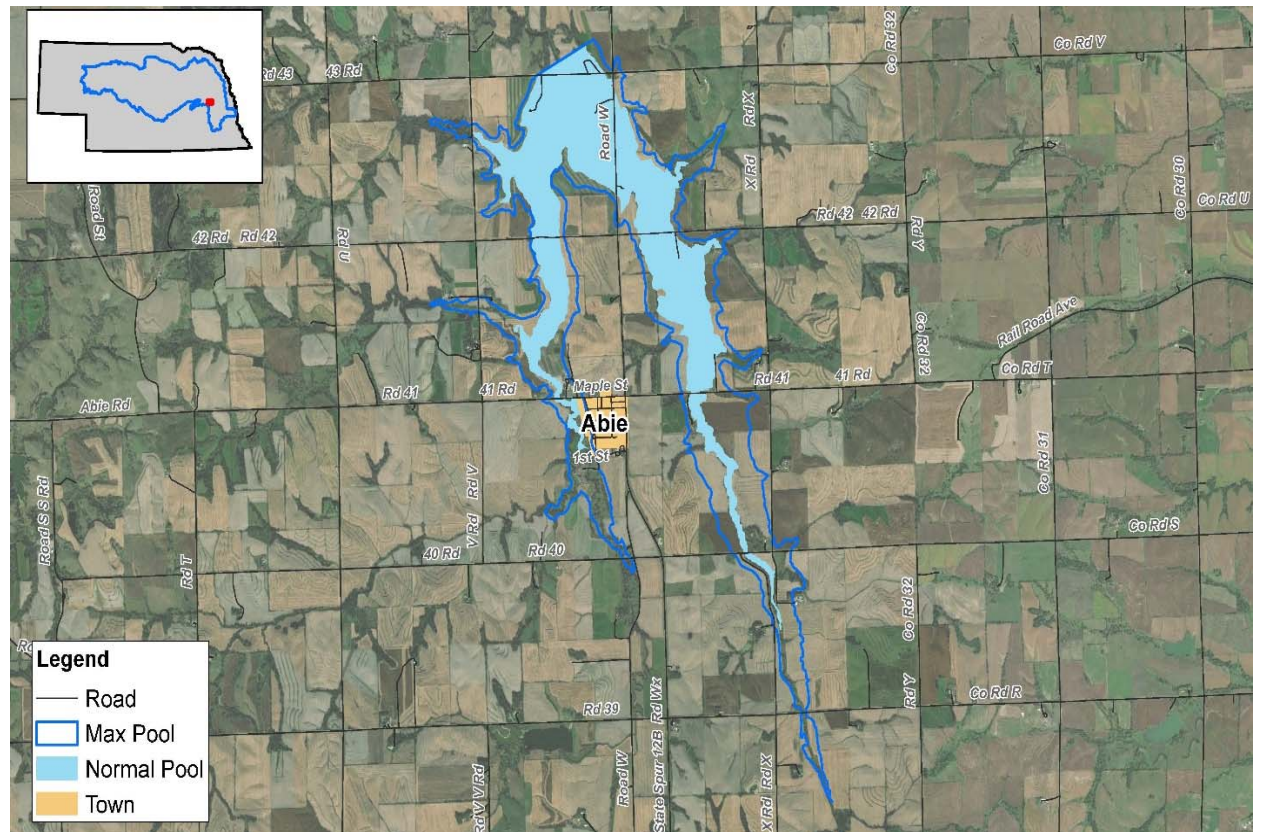 Co Rd 32
Co Rd V
Rd 43
43 Rd
Road W
Rd X
X Rd
Co Rd 30
Co Rd U
Road St
42 Rd
Rd 42
Rd U
Rd 42
42 Rd
Rd Y
Rail Road Ave
Co Rd 32
Co Rd T
Rd 41
41 Rd
Maple St
Rd 41
41 Rd
Abie Rd
Abie
1st St
Rd V
V Rd
Co Rd 31
Road S S Rd
Co Rd S
40 Rd
Rd 40
Rd T
Co Rd 32
Legend
Road
Max Pool
Normal Pool
Town
Rd Y
Co Rd R
Rd 39
Rd V V Rd
Road W
State Spur 12B
Rd Wx
X Rd
Rd X